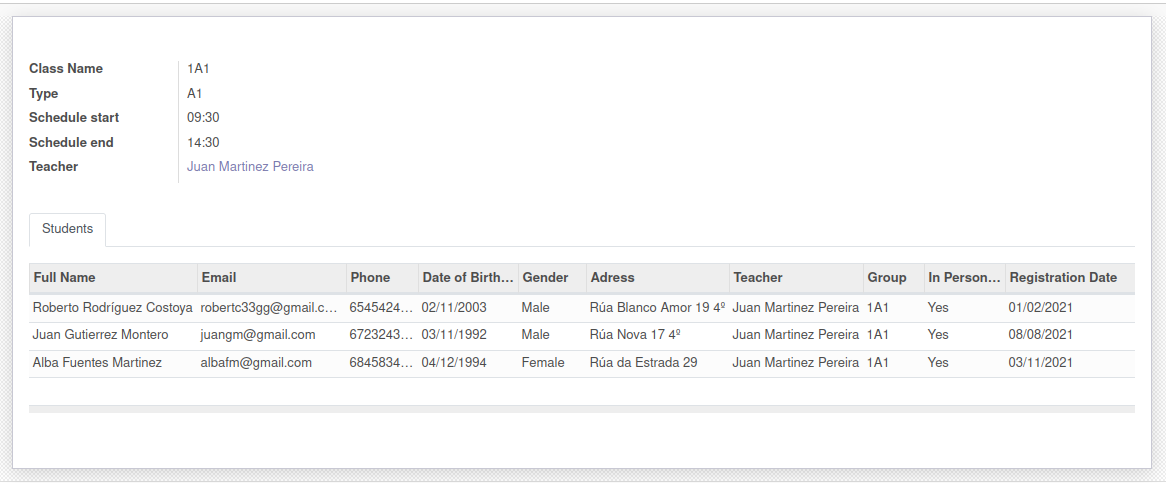 Class Name 1A1
Type A1
Schedule start 09:30
Schedule end 14:30
Teacher Juan Martinez Pereira
Students
Full Name Email Phone Date of Birth... Gender Adress Teacher Group In Person... Registration Date
Roberto Rodríguez Costoya robertc33gg@gmail.c... 6545424... 02/11/2003 Male Rúa Blanco Amor 19 4º Juan Martinez Pereira 1A1 Yes 01/02/2021
Juan Gutierrez Montero juangm@gmail.com 6723243... 03/11/1992 Male Rúa Nova 17 4º Juan Martinez Pereira 1A1 Yes 08/08/2021
Alba Fuentes Martinez albafm@gmail.com 6845834... 04/12/1994 Female Rúa da Estrada 29 Juan Martinez Pereira 1A1 Yes 03/11/2021